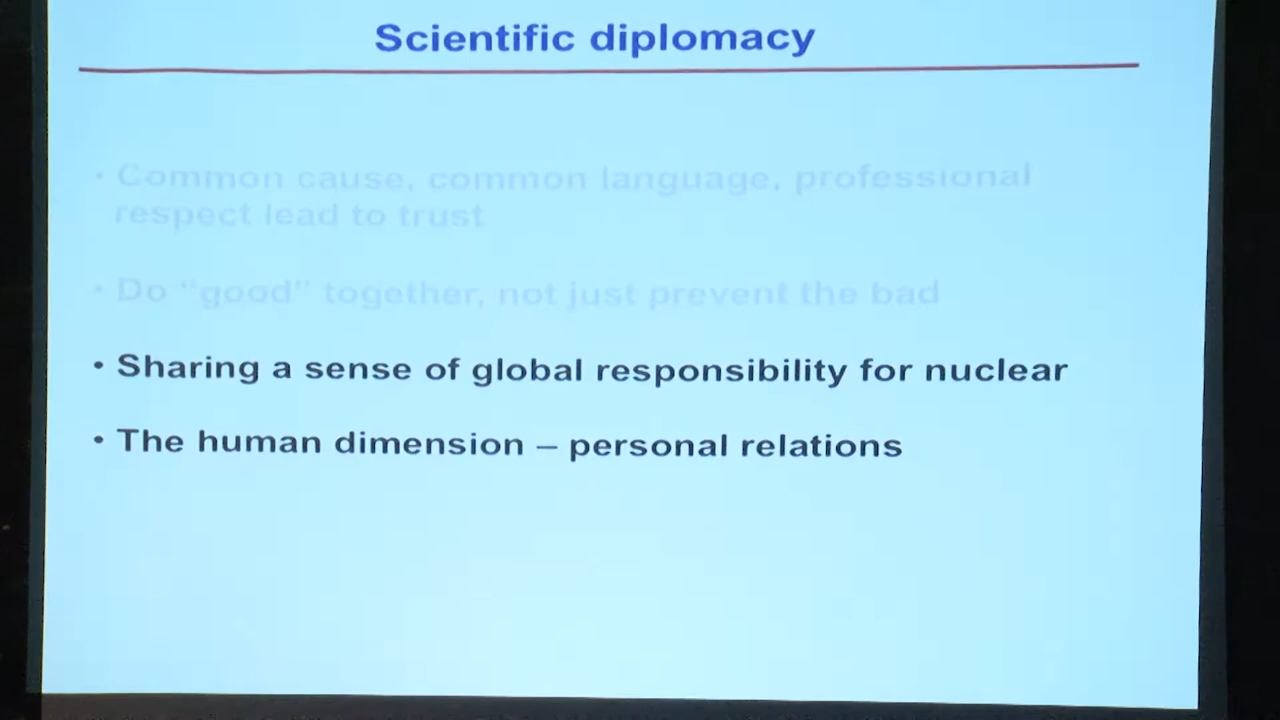 Scientific diplomacy
• Common cause, common language, professional
respect lead to trust
• Do “good” together, not just prevent the bad
• Sharing a sense of global responsibility for nuclear
• The human dimension – personal relations